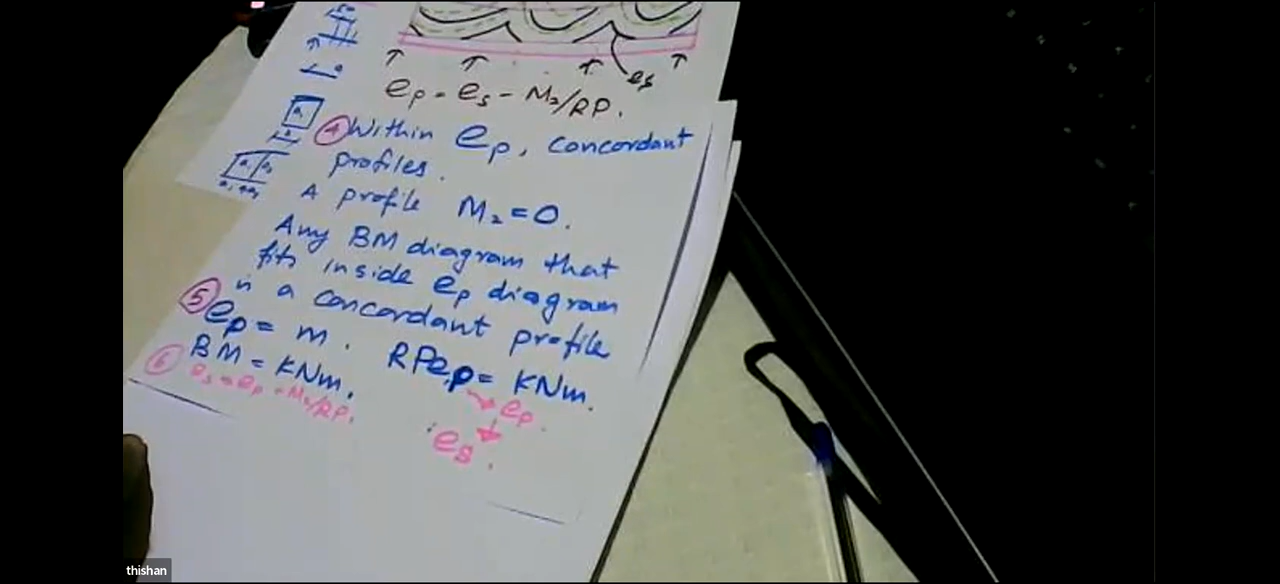 es
ep = es - M2/RP.
④ Within ep, concordant
profiles.
A profile M2 = 0.
Any BM diagram that
fits inside ep diagram
is a concordant profile
⑤ ep = m. RPep = KNm.
BM = KNm.
⑥ es = ep + M2/RP.
ep.
es.
thishan